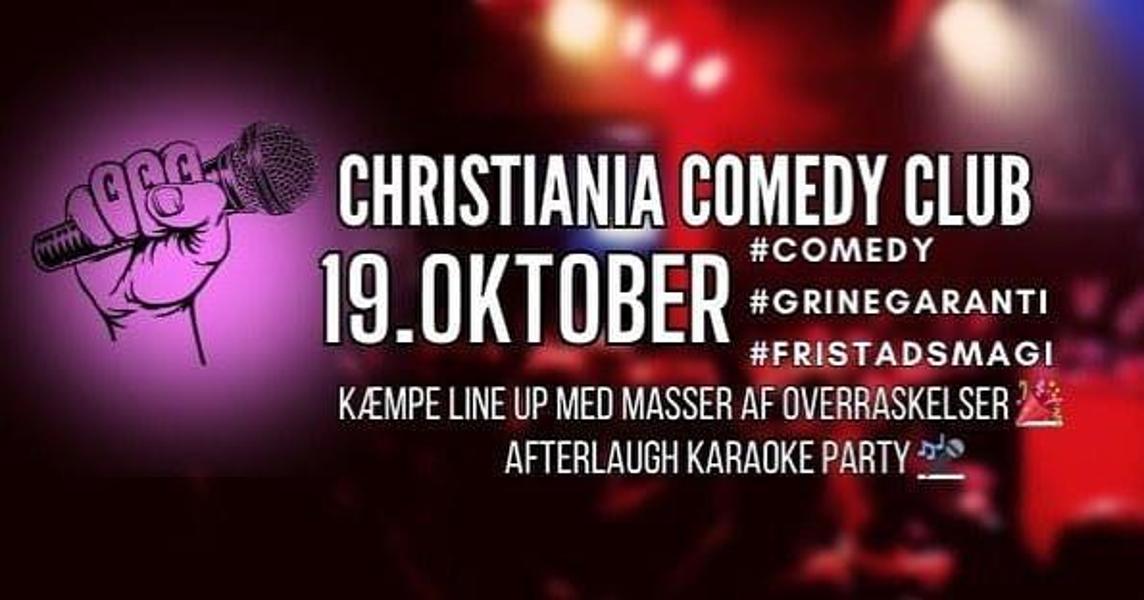 CHRISTIANIA COMEDY CLUB
19.OKTOBER
#COMEDY
#GRINEGARANTI
#FRISTADSMAGI
KÆMPE LINE UP MED MASSER AF OVERRASKELSER 🎉
AFTERLAUGH KARAOKE PARTY 🎤